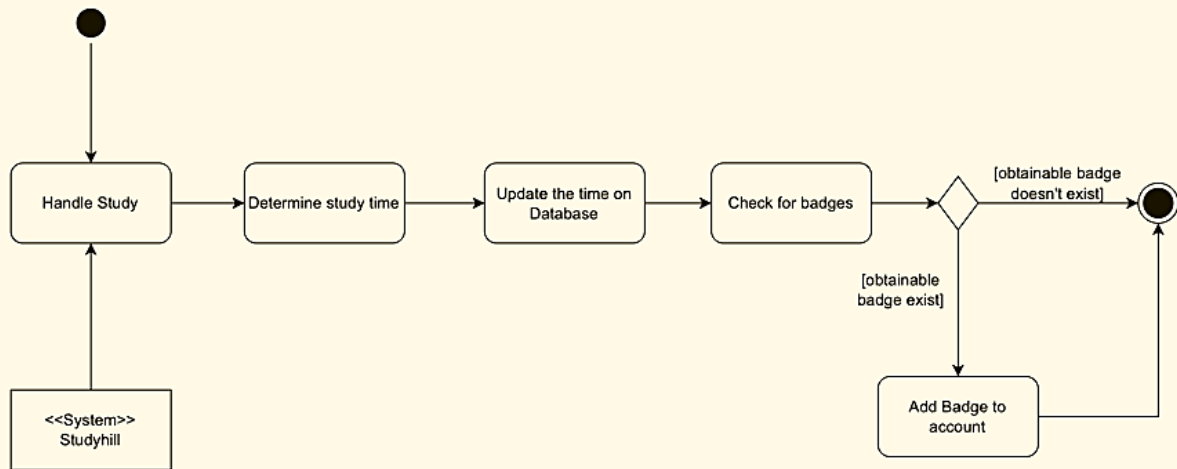 Handle Study
Determine study time
Update the time on
Database
Check for badges
[obtainable badge
doesn't exist]
[obtainable
badge exist]
<<System>>
Studyhill
Add Badge to
account